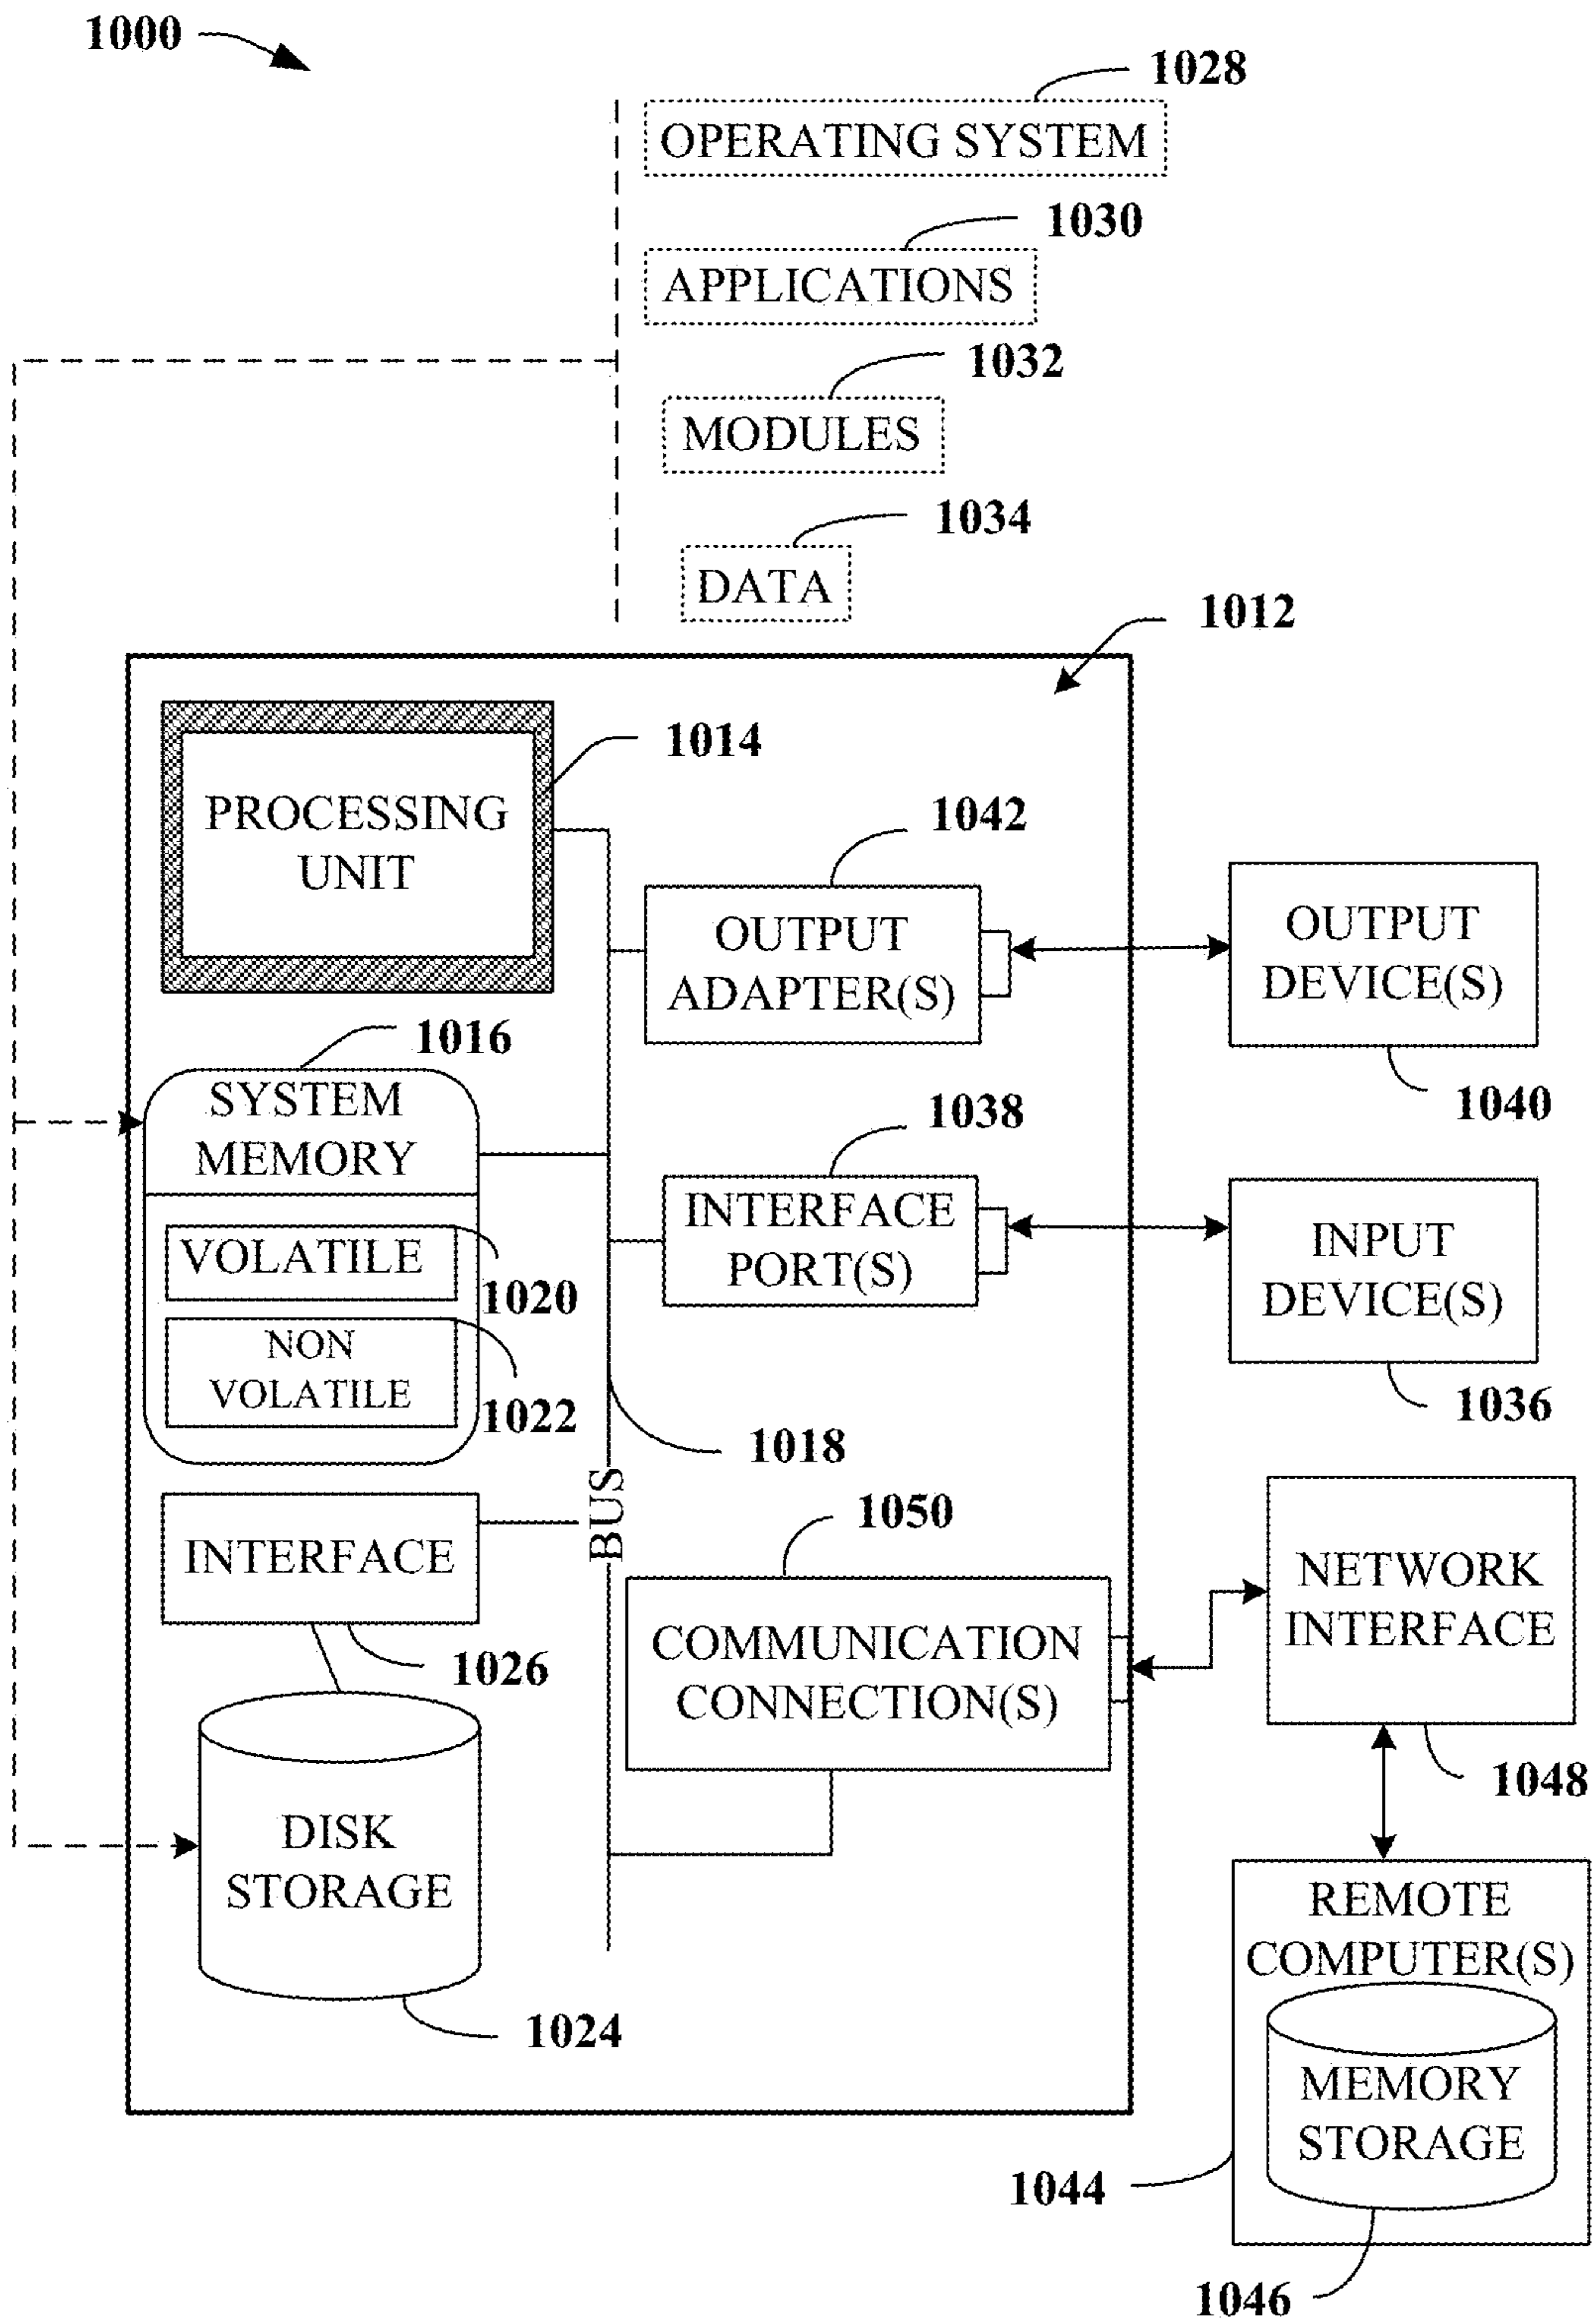 1000
1028
OPERATING SYSTEM
1030
APPLICATIONS
1032
MODULES
1034
DATA
1012
1014
PROCESSING
UNIT
1042
OUTPUT
ADAPTER(S)
OUTPUT
DEVICE(S)
1040
1016
SYSTEM
MEMORY
VOLATILE
1020
NON
VOLATILE
1022
1038
INTERFACE
PORT(S)
INPUT
DEVICE(S)
1036
1018
BUS
INTERFACE
1026
1050
COMMUNICATION
CONNECTION(S)
NETWORK
INTERFACE
1048
DISK
STORAGE
1024
REMOTE
COMPUTER(S)
MEMORY
STORAGE
1044
1046